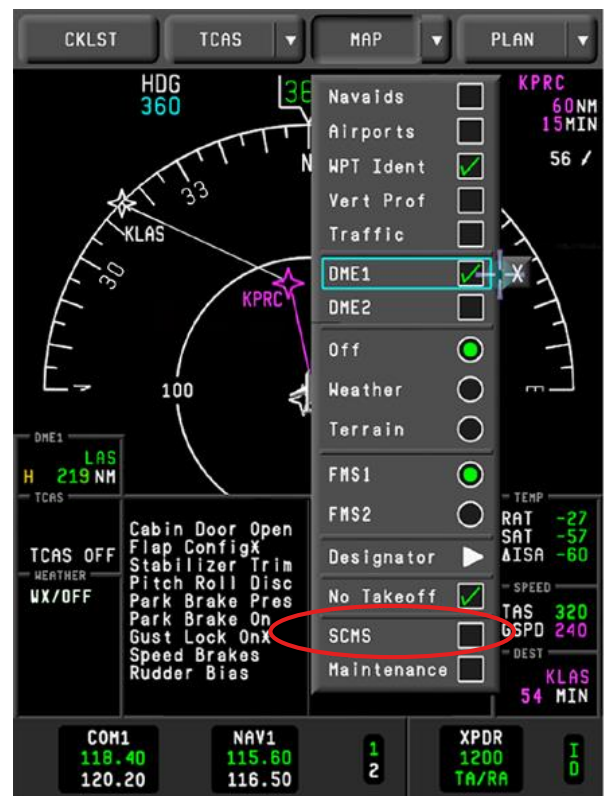 CKLST TCAS MAP PLAN
HDG
360
N
33
30
KLAS
KPRC
100
KPRC
60NM
15MIN
56
Navaids
Airports
WPT Ident
Vert Prof
Traffic
DME1
X
DME2
Off
Weather
Terrain
FMS1
FMS2
Designator
No Takeoff
SCMS
Maintenance
DME1
LAS
H 219 NM
TCAS
TCAS OFF
WEATHER
WX/OFF
Cabin Door Open
Flap ConfigX
Stabilizer Trim
Pitch Roll Disc
Park Brake Pres
Park Brake On
Gust Lock OnX
Speed Brakes
Rudder Bias
TEMP
RAT -27
SAT -57
ΔISA -60
SPEED
TAS 320
GSPD 240
DEST
KLAS
54 MIN
COM1
118.40
120.20
NAV1
115.60
116.50
1
2
XPDR
1200
TA/RA
ID